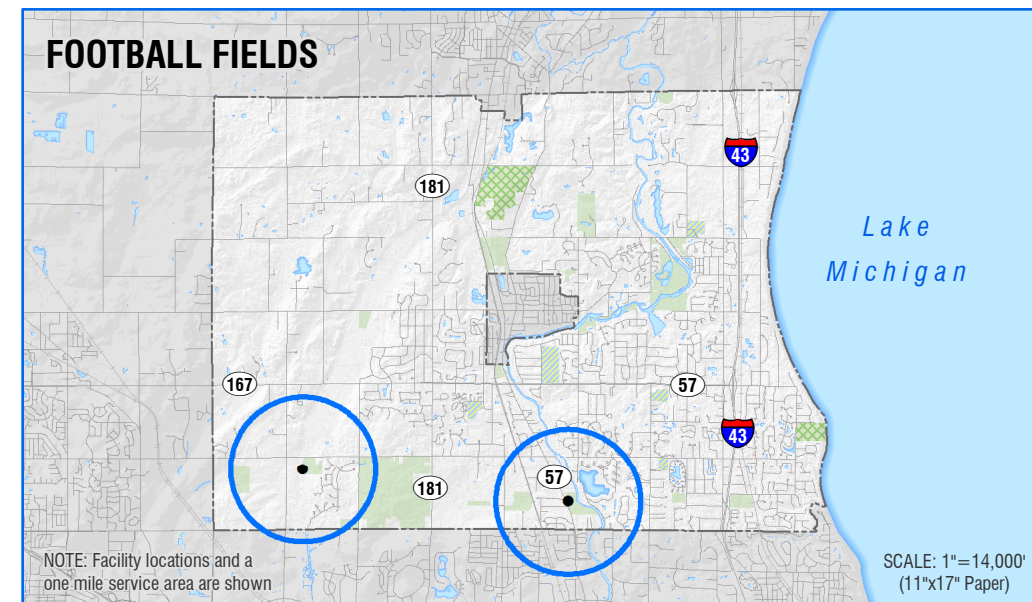 FOOTBALL FIELDS
43
181
Lake
Michigan
167
57
43
57
181
NOTE: Facility locations and a
one mile service area are shown
SCALE: 1"=14,000'
(11"x17" Paper)